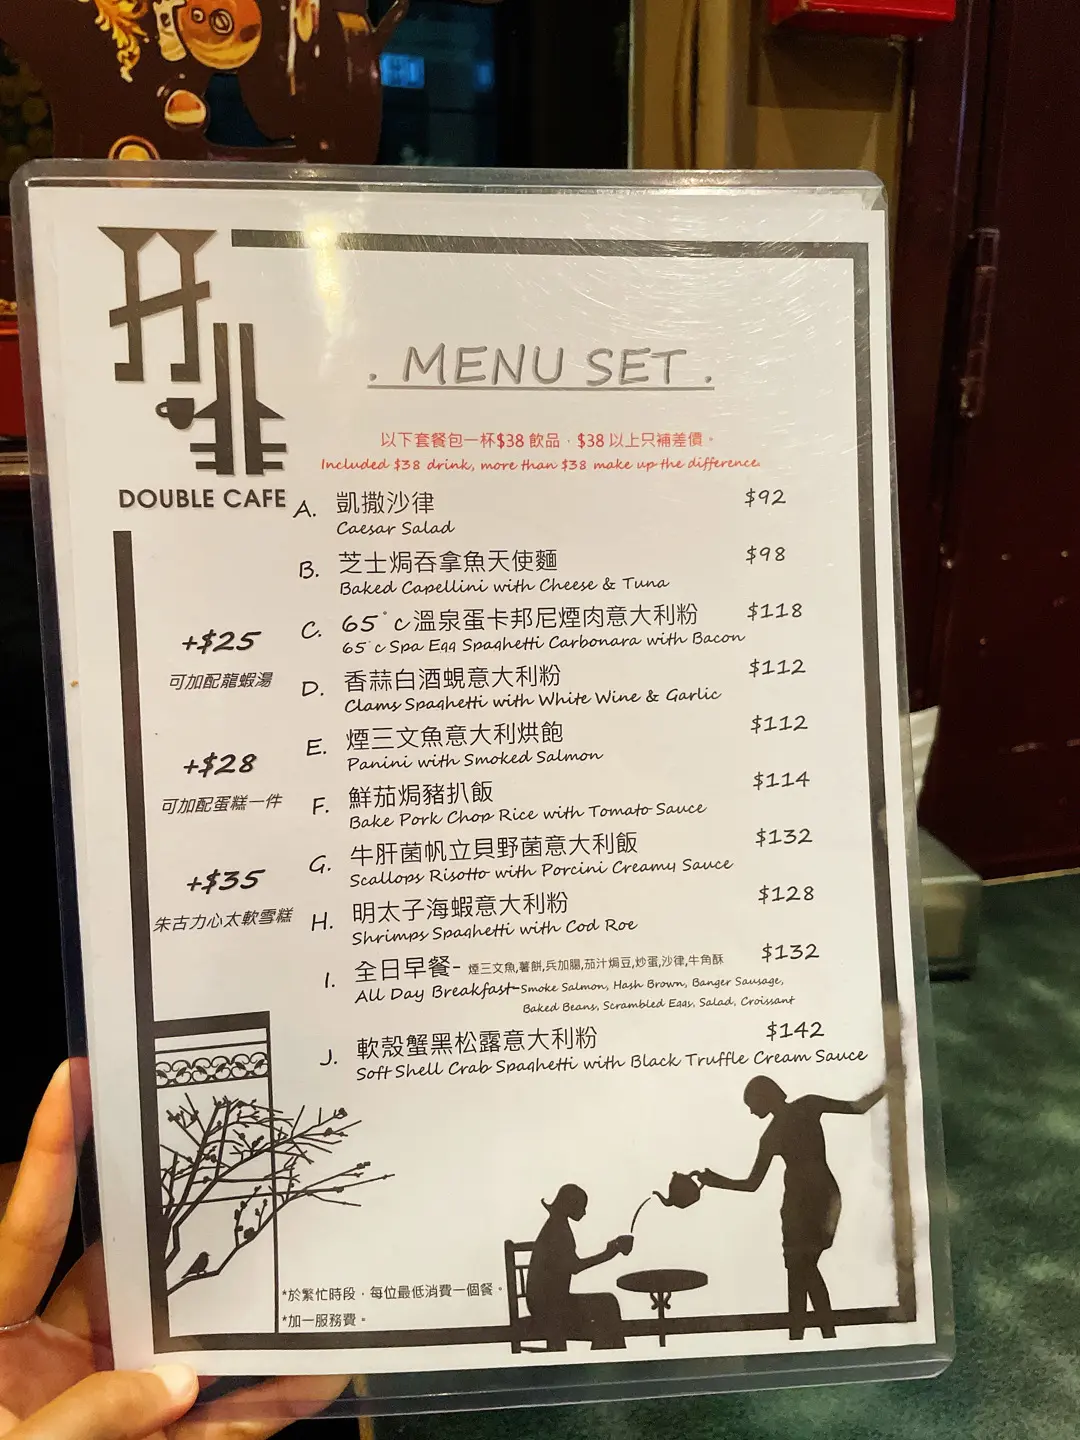 DOUBLE CAFE
. MENU SET .
以下套餐包一杯$38 飲品，$38 以上只補差價。
Included $38 drink, more than $38 make up the difference.
A. 凱撒沙律 $92
Caesar Salad
B. 芝士焗吞拿魚天使麵 $98
Baked Capellini with Cheese & Tuna
C. 65°c溫泉蛋卡邦尼煙肉意大利粉 $118
65°c Spa Egg Spaghetti Carbonara with Bacon
D. 香蒜白酒蜆意大利粉 $112
Clams Spaghetti with White Wine & Garlic
E. 煙三文魚意大利烘飽 $112
Panini with Smoked Salmon
F. 鮮茄焗豬扒飯 $114
Bake Pork Chop Rice with Tomato Sauce
G. 牛肝菌帆立貝野菌意大利飯 $132
Scallops Risotto with Porcini Creamy Sauce
H. 明太子海蝦意大利粉 $128
Shrimps Spaghetti with Cod Roe
I. 全日早餐- 煙三文魚,薯餅,兵加腸,茄汁焗豆,炒蛋,沙律,牛角酥 $132
All Day Breakfast-Smoke Salmon, Hash Brown, Banger Sausage,
Baked Beans, Scrambled Eggs, Salad, Croissant
J. 軟殼蟹黑松露意大利粉 $142
Soft Shell Crab Spaghetti with Black Truffle Cream Sauce
+$25
可加配龍蝦湯
+$28
可加配蛋糕一件
+$35
朱古力心太軟雪糕
*於繁忙時段，每位最低消費一個餐。
*加一服務費。